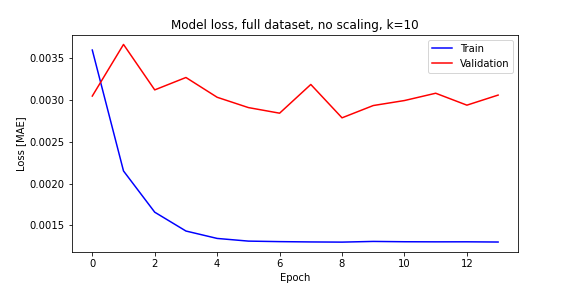 Model loss, full dataset, no scaling, k=10
Train
Validation
Loss [MAE]
0.0035
0.0030
0.0025
0.0020
0.0015
0 2 4 6 8 10 12
Epoch